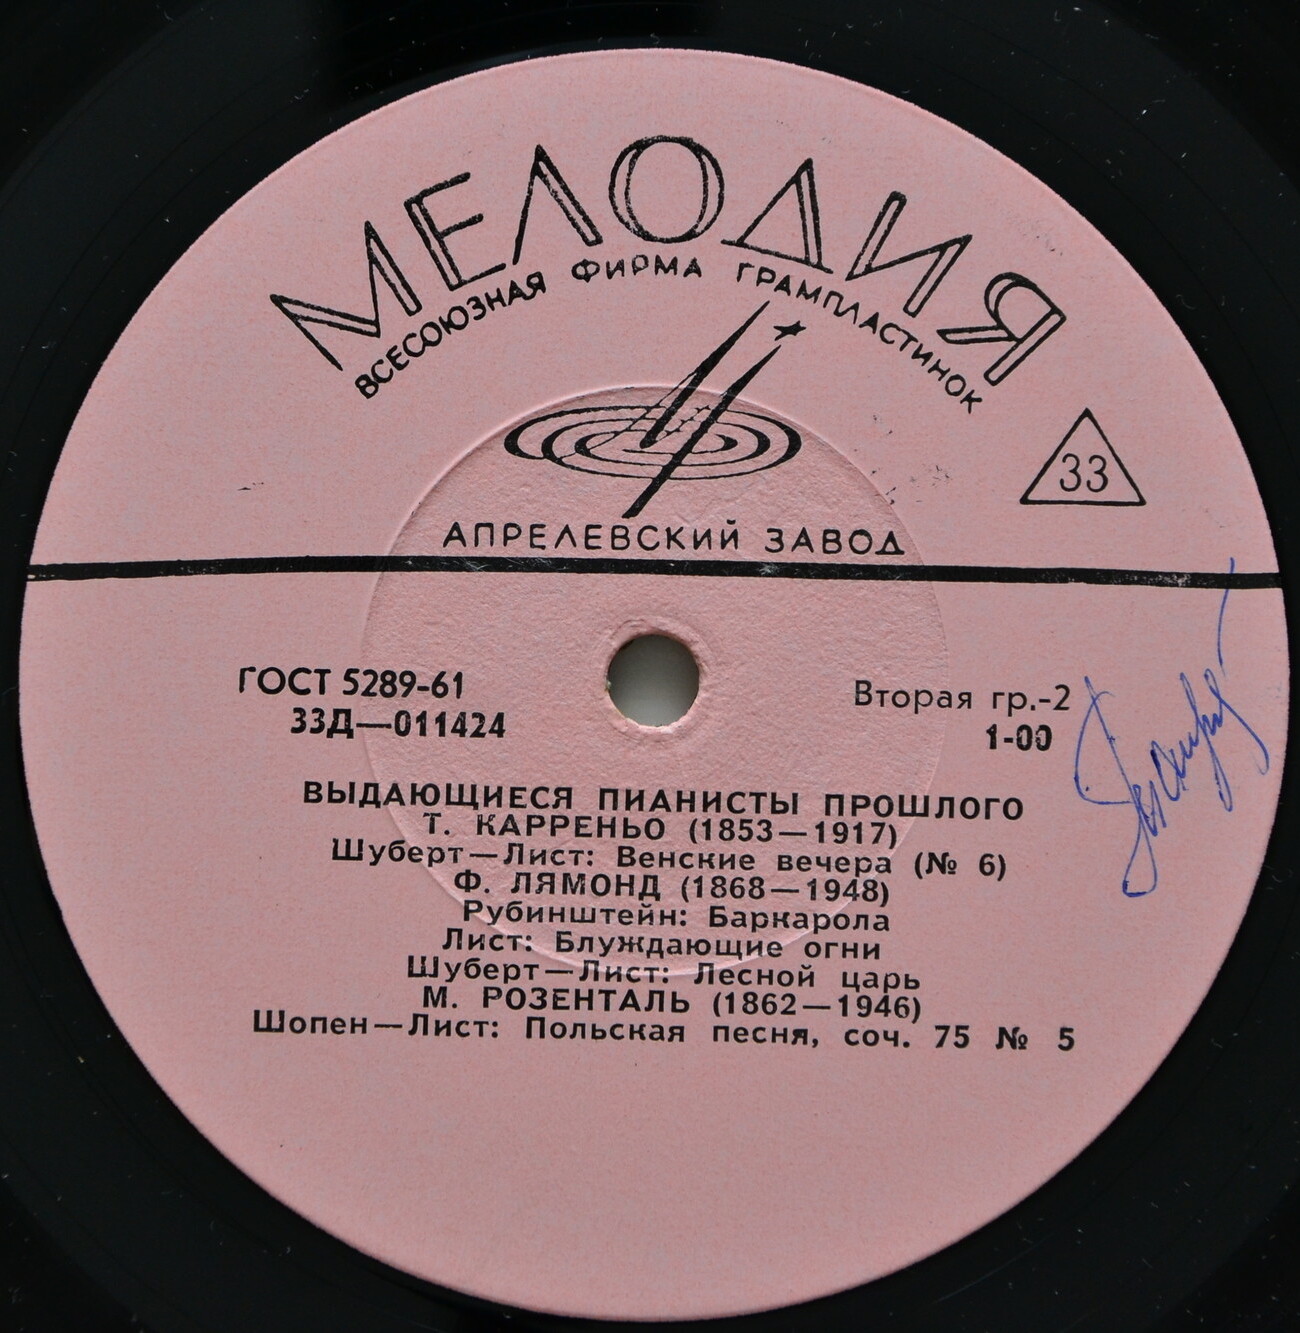 МЕЛОДИЯ
ВСЕСОЮЗНАЯ ФИРМА ГРАМПЛАСТИНОК
33
АПРЕЛЕВСКИЙ ЗАВОД
ГОСТ 5289-61
33Д—011424
Вторая гр.-2
1-00
ВЫДАЮЩИЕСЯ ПИАНИСТЫ ПРОШЛОГО
Т. КАРРЕНЬО (1853—1917)
Шуберт—Лист: Венские вечера (№ 6)
Ф. ЛЯМОНД (1868—1948)
Рубинштейн: Баркарола
Лист: Блуждающие огни
Шуберт—Лист: Лесной царь
М. РОЗЕНТАЛЬ (1862—1946)
Шопен—Лист: Польская песня, соч. 75 № 5